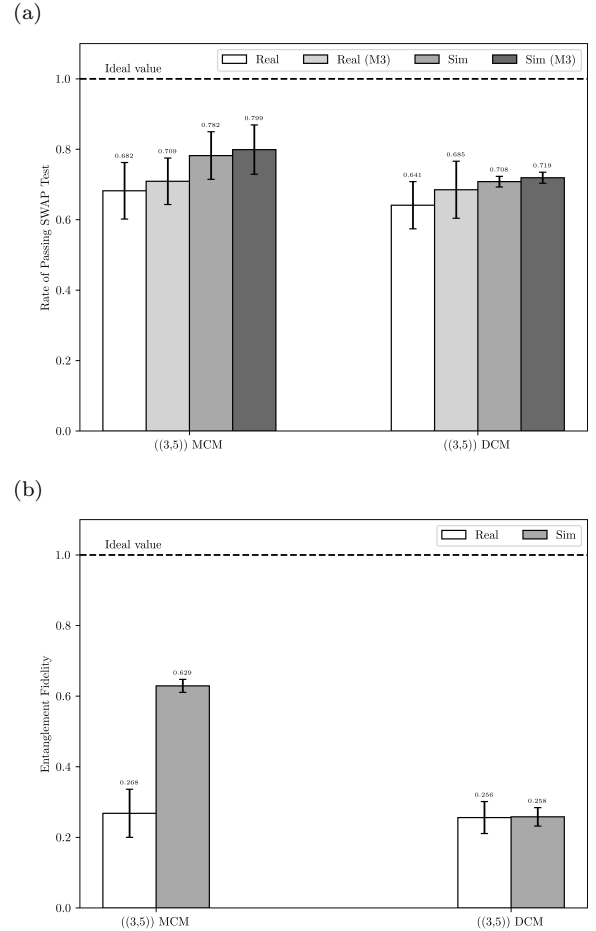 (a)
Ideal value
Real Real (M3) Sim Sim (M3)
1.0
0.8
0.6
0.4
0.2
0.0
Rate of Passing SWAP Test
0.682 0.709 0.782 0.799
0.641 0.685 0.708 0.719
((3,5)) MCM ((3,5)) DCM
(b)
Ideal value
Real Sim
1.0
0.8
0.6
0.4
0.2
0.0
Entanglement Fidelity
0.268 0.629
0.256 0.258
((3,5)) MCM ((3,5)) DCM